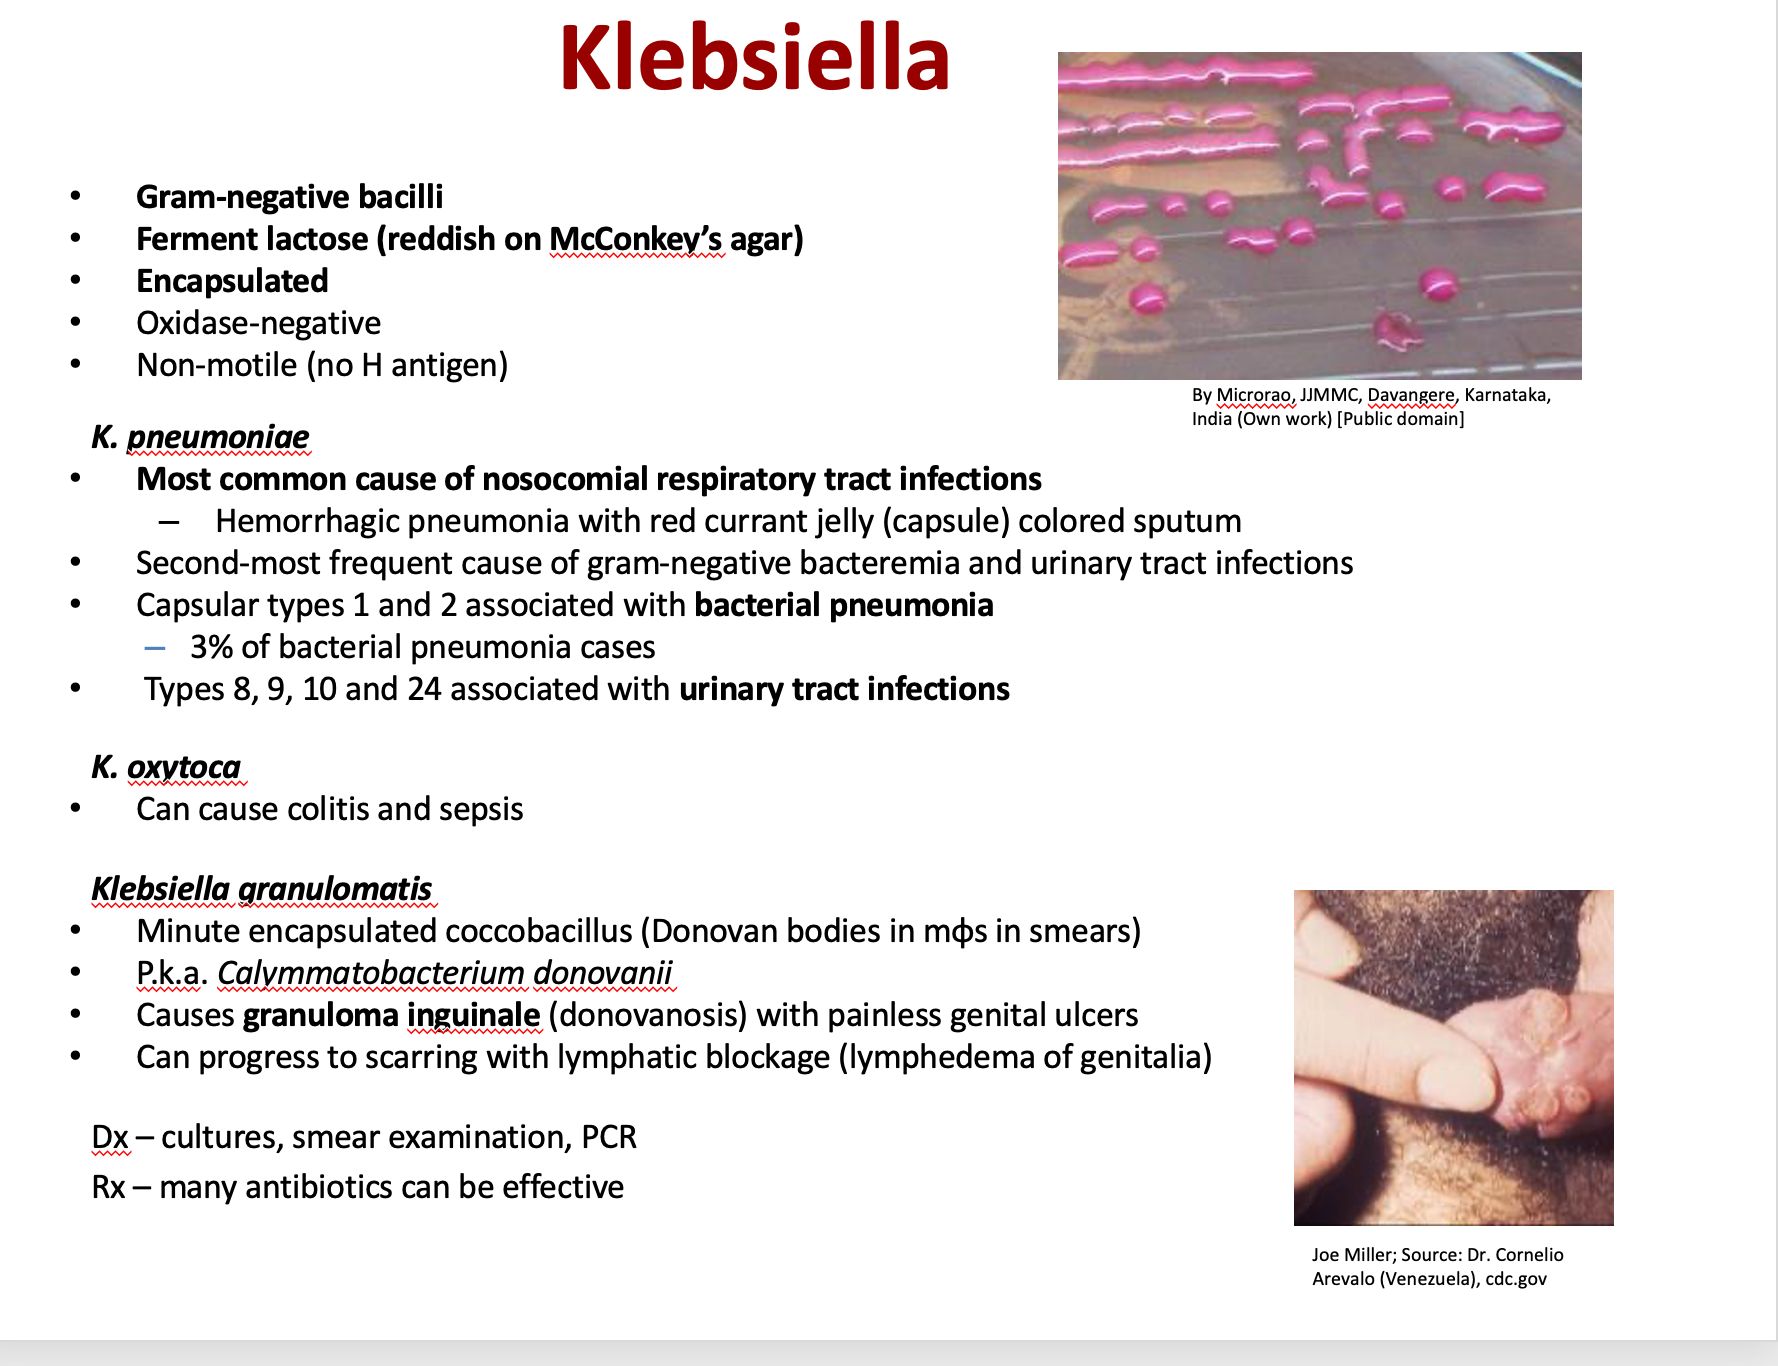 Klebsiella
• Gram-negative bacilli
• Ferment lactose (reddish on McConkey’s agar)
• Encapsulated
• Oxidase-negative
• Non-motile (no H antigen)
By Microrao, JJMMC, Davangere, Karnataka,
India (Own work) [Public domain]
K. pneumoniae
• Most common cause of nosocomial respiratory tract infections
– Hemorrhagic pneumonia with red currant jelly (capsule) colored sputum
• Second-most frequent cause of gram-negative bacteremia and urinary tract infections
• Capsular types 1 and 2 associated with bacterial pneumonia
– 3% of bacterial pneumonia cases
• Types 8, 9, 10 and 24 associated with urinary tract infections
K. oxytoca
• Can cause colitis and sepsis
Klebsiella granulomatis
• Minute encapsulated coccobacillus (Donovan bodies in mɸs in smears)
• P.k.a. Calymmatobacterium donovanii
• Causes granuloma inguinale (donovanosis) with painless genital ulcers
• Can progress to scarring with lymphatic blockage (lymphedema of genitalia)
Dx – cultures, smear examination, PCR
Rx – many antibiotics can be effective
Joe Miller; Source: Dr. Cornelio
Arevalo (Venezuela), cdc.gov